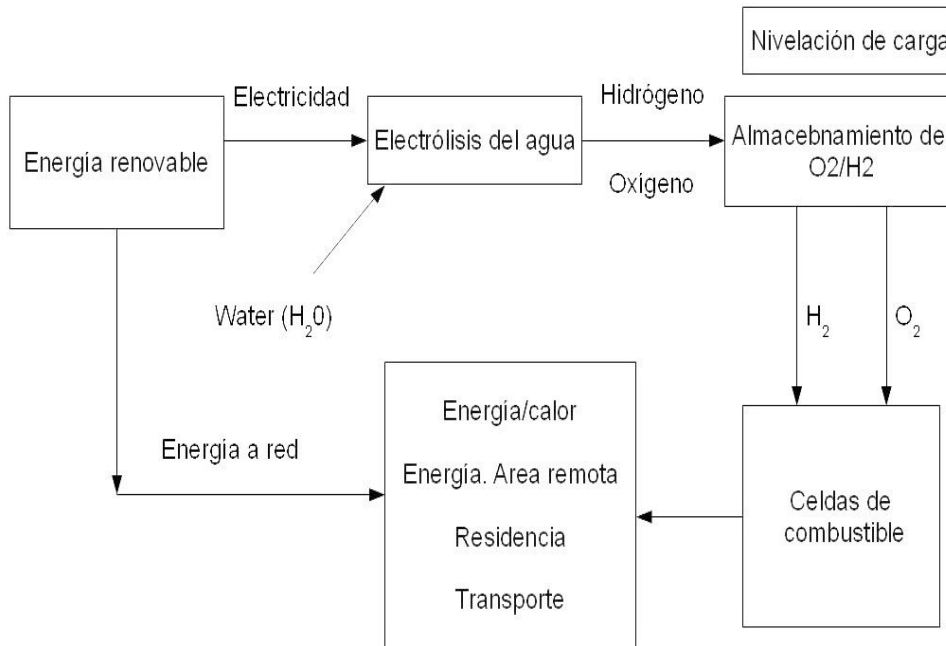 Nivelación de carga
Electricidad
Hidrógeno
Energía renovable
Electrólisis del agua
Almacebnamiento de
O2/H2
Oxígeno
Water (H₂0)
H₂
O₂
Energía/calor
Energía a red
Energía. Area remota
Residencia
Transporte
Celdas de
combustible